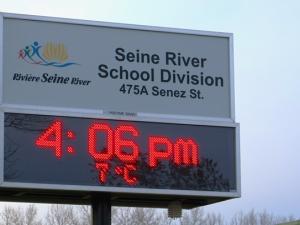 Seine River
School Division
475A Senez St.
Rivière Seine River
4:06 pm
7°C